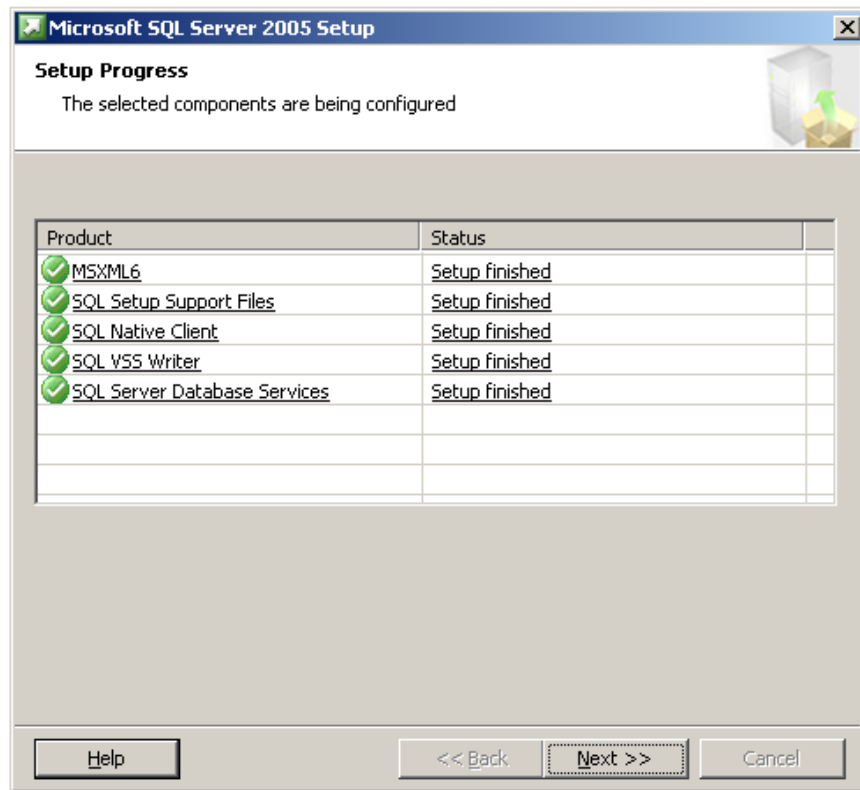 Microsoft SQL Server 2005 Setup
Setup Progress
The selected components are being configured
Product Status
MSXML6 Setup finished
SQL Setup Support Files Setup finished
SQL Native Client Setup finished
SQL VSS Writer Setup finished
SQL Server Database Services Setup finished
Help << Back Next >> Cancel